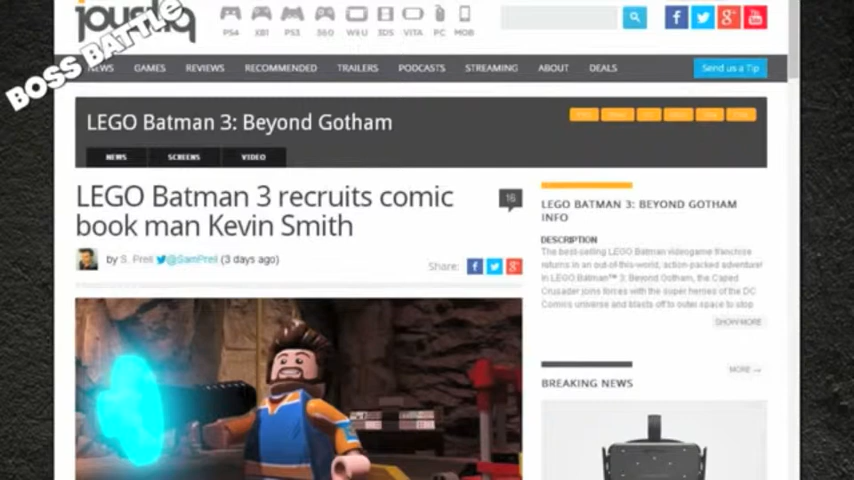 joystiq
BOSS BATTLE
PS4 XB1 PS3 360 WII U 3DS VITA PC MOB
NEWS GAMES REVIEWS RECOMMENDED TRAILERS PODCASTS STREAMING ABOUT DEALS Send us a Tip
LEGO Batman 3: Beyond Gotham
NEWS SCREENS VIDEO
LEGO Batman 3 recruits comic
book man Kevin Smith
16
by S. Prell @SamPrell (3 days ago)
Share:
LEGO BATMAN 3: BEYOND GOTHAM
INFO
DESCRIPTION
The best-selling LEGO Batman videogame franchise
returns in an out-of-this-world, action-packed adventure!
In LEGO Batman™ 3: Beyond Gotham, the Caped
Crusader joins forces with the super heroes of the DC
Comics universe and blasts off to outer space to stop
SHOW MORE
MORE →
BREAKING NEWS